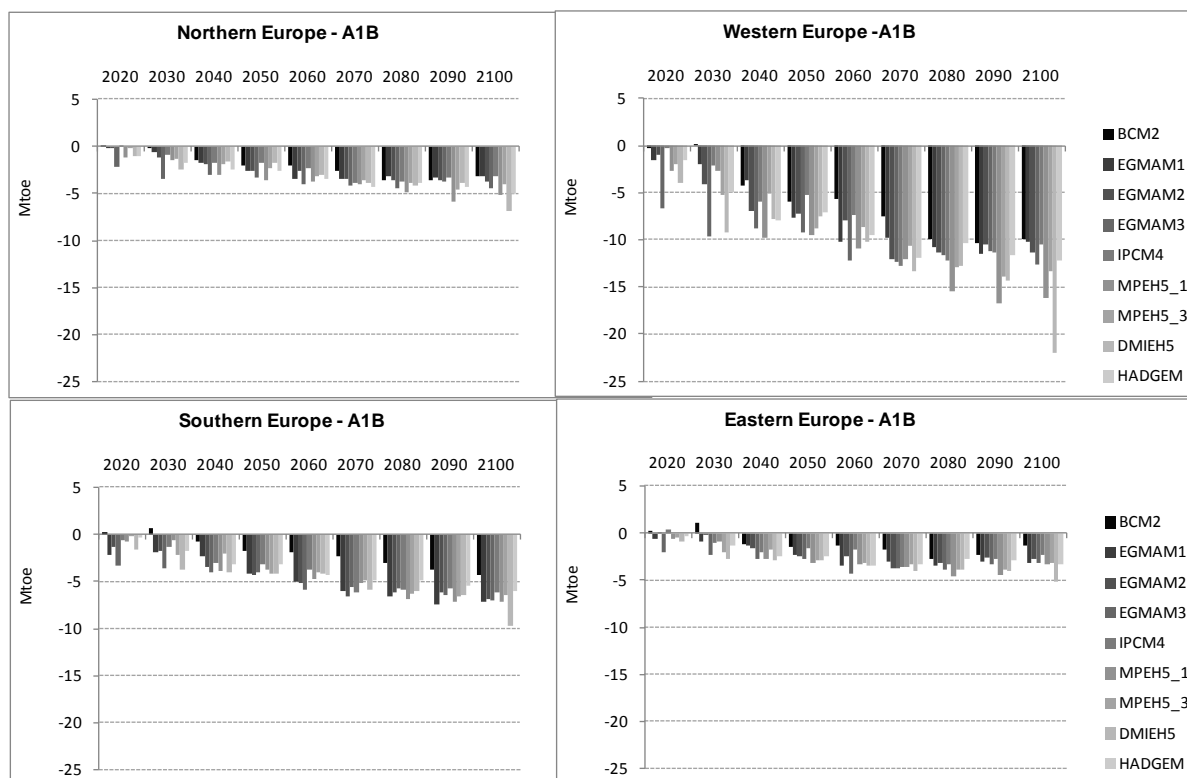 Northern Europe - A1B
2020 2030 2040 2050 2060 2070 2080 2090 2100
5
0
-5
-10
-15
-20
-25
Mtoe
Western Europe -A1B
2020 2030 2040 2050 2060 2070 2080 2090 2100
5
0
-5
-10
-15
-20
-25
Mtoe
BCM2
EGMAM1
EGMAM2
EGMAM3
IPCM4
MPEH5_1
MPEH5_3
DMIEH5
HADGEM
Southern Europe - A1B
2020 2030 2040 2050 2060 2070 2080 2090 2100
5
0
-5
-10
-15
-20
-25
Mtoe
Eastern Europe - A1B
2020 2030 2040 2050 2060 2070 2080 2090 2100
5
0
-5
-10
-15
-20
-25
Mtoe
BCM2
EGMAM1
EGMAM2
EGMAM3
IPCM4
MPEH5_1
MPEH5_3
DMIEH5
HADGEM